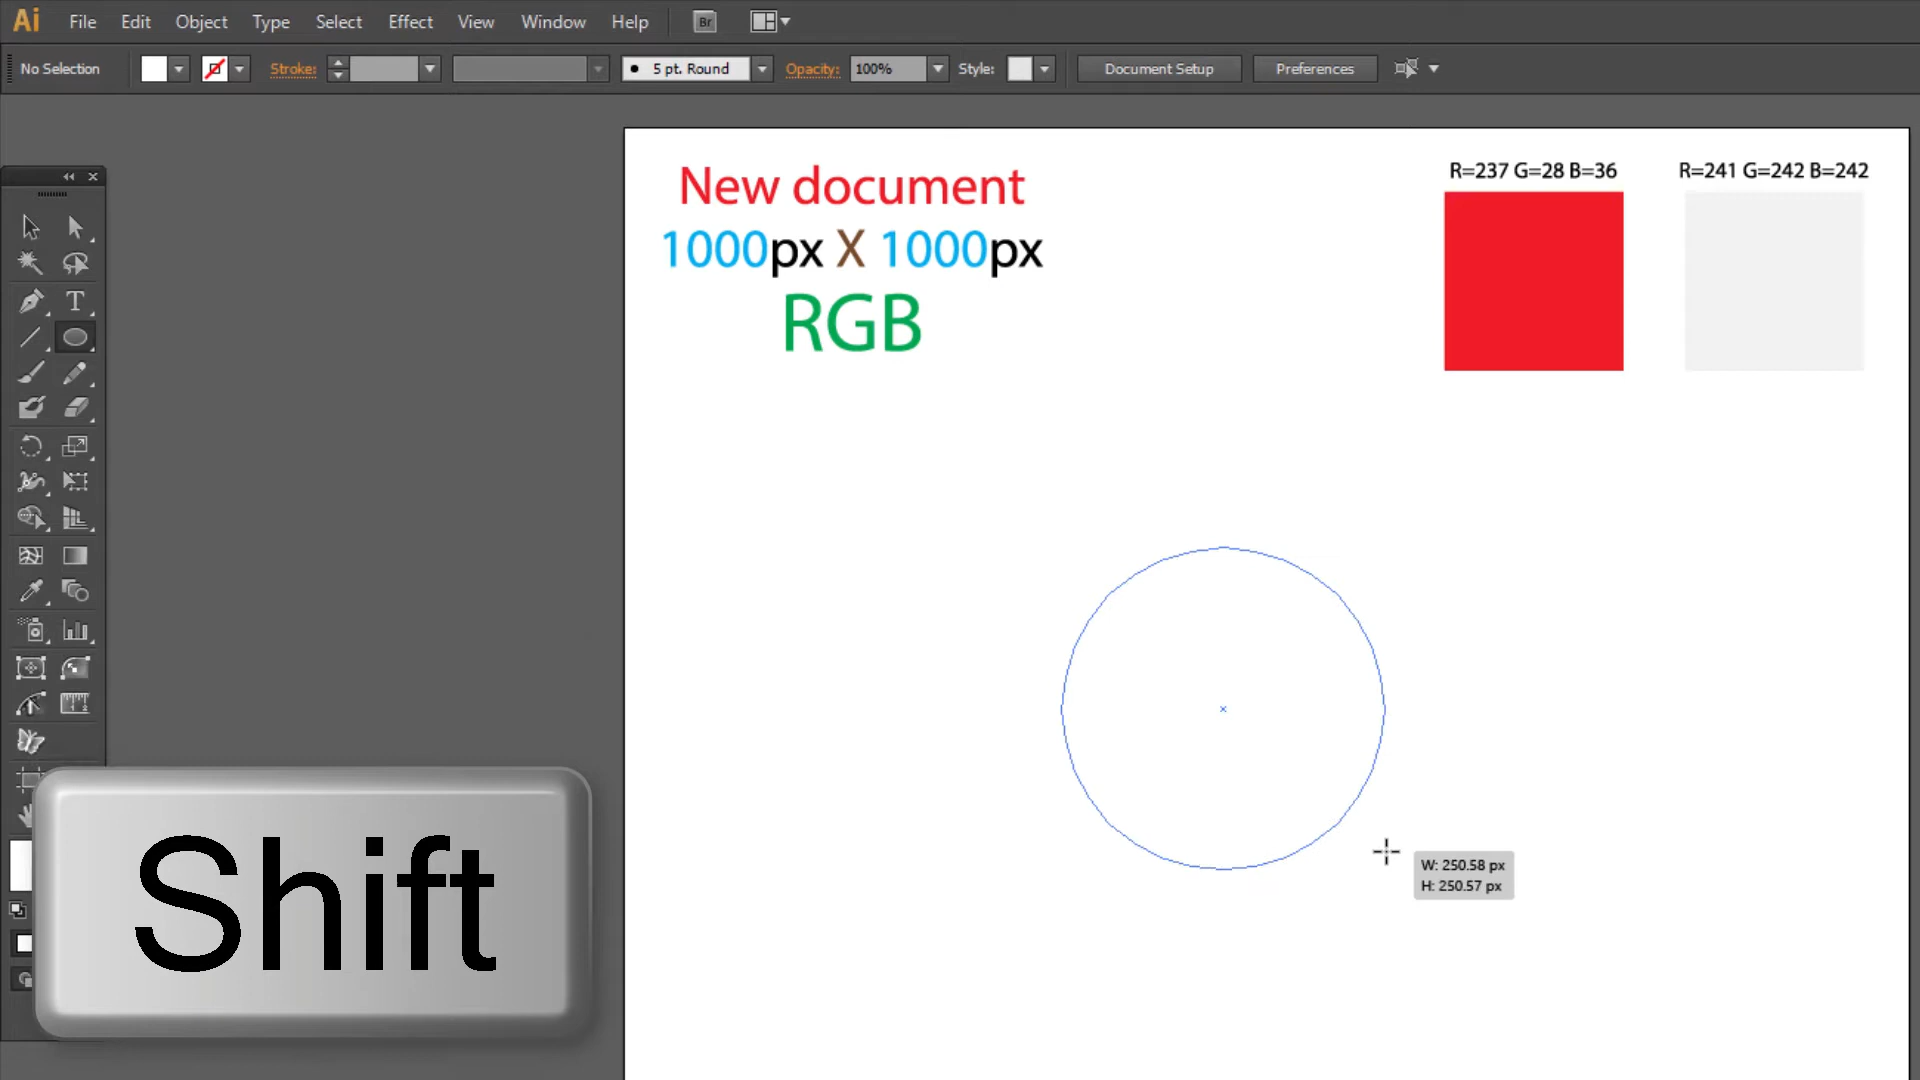 Ai File Edit Object Type Select Effect View Window Help Br
No Selection Stroke: 5 pt. Round Opacity: 100% Style: Document Setup Preferences
New document
1000px X 1000px
RGB
R=237 G=28 B=36
R=241 G=242 B=242
T
W: 250.58 px
H: 250.57 px
Shift